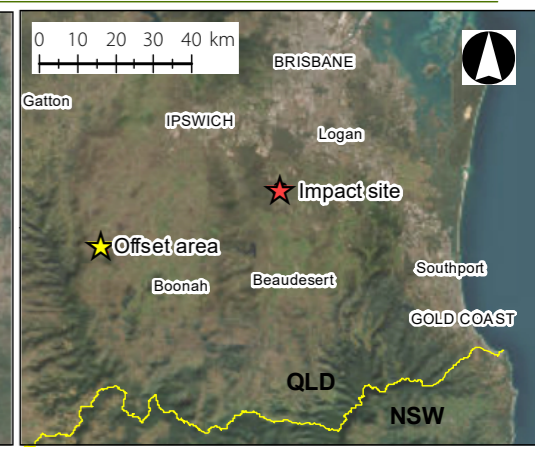 0 10 20 30 40 km
BRISBANE
Gatton
IPSWICH
Logan
Impact site
Offset area
Southport
Boonah
Beaudesert
GOLD COAST
QLD
NSW